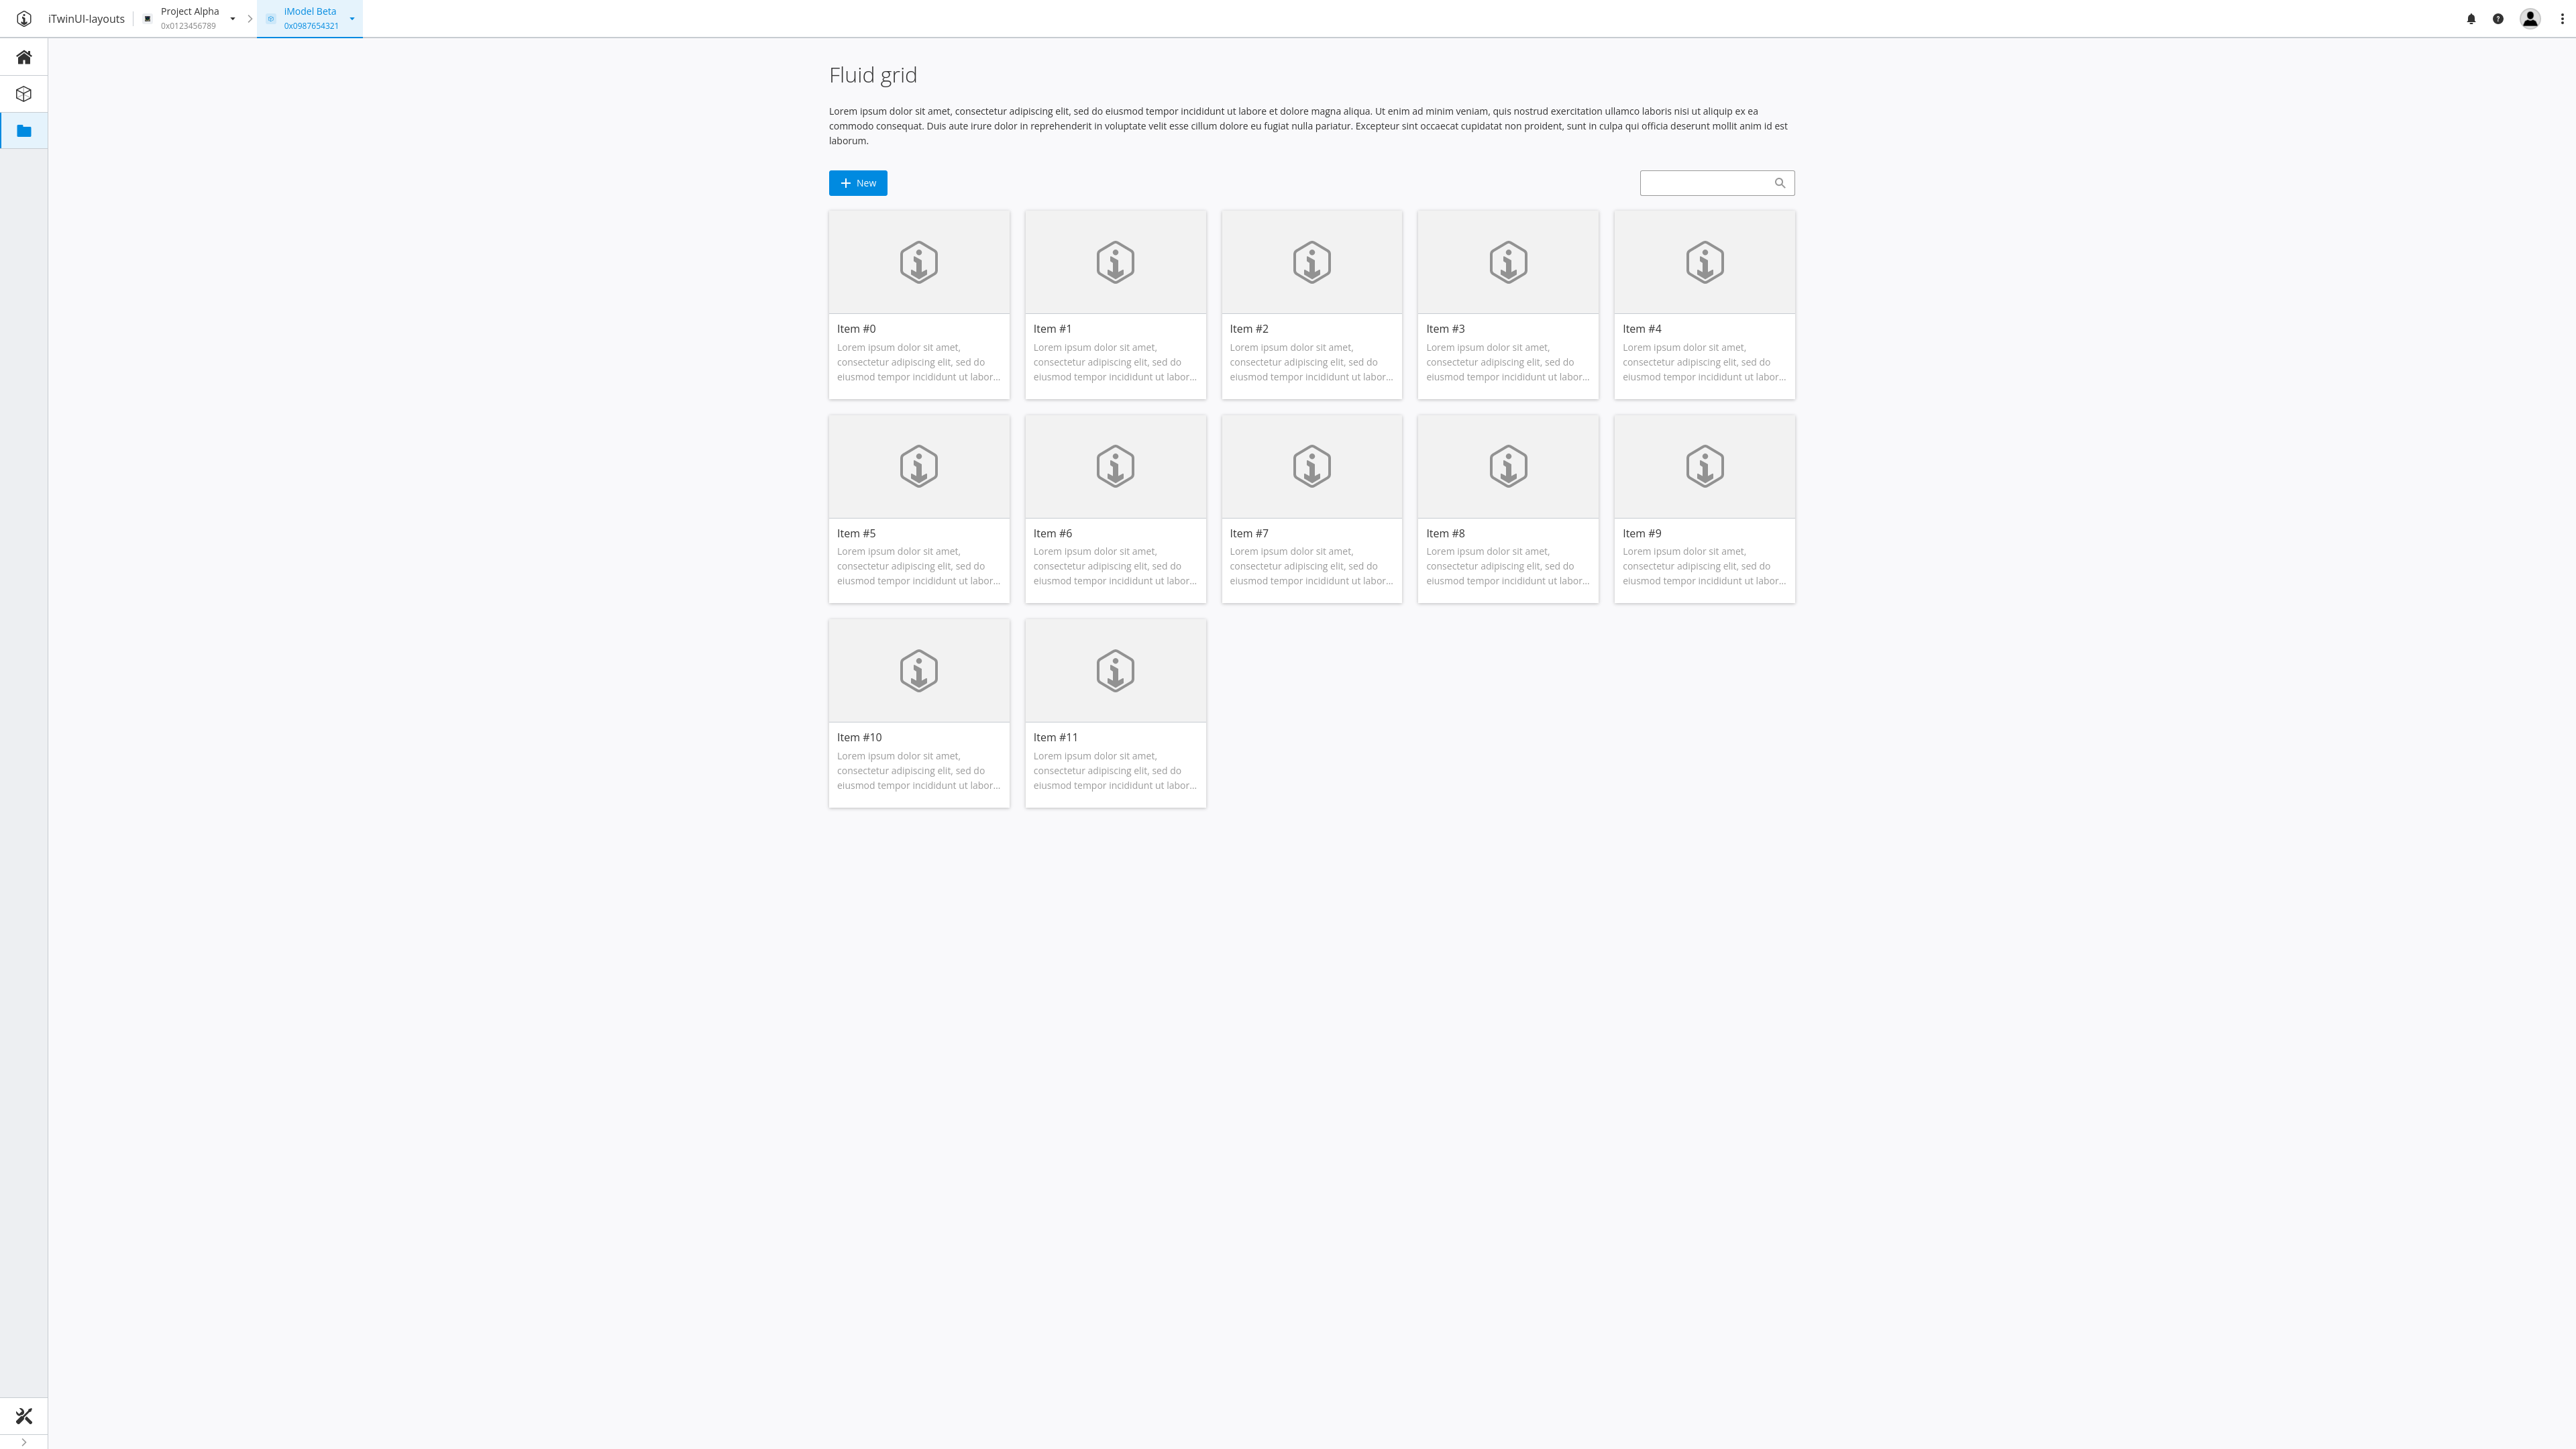 iTwinUI-layouts
Project Alpha
0x0123456789
iModel Beta
0x0987654321
Fluid grid
Lorem ipsum dolor sit amet, consectetur adipiscing elit, sed do eiusmod tempor incididunt ut labore et dolore magna aliqua. Ut enim ad minim veniam, quis nostrud exercitation ullamco laboris nisi ut aliquip ex ea
commodo consequat. Duis aute irure dolor in reprehenderit in voluptate velit esse cillum dolore eu fugiat nulla pariatur. Excepteur sint occaecat cupidatat non proident, sunt in culpa qui officia deserunt mollit anim id est
laborum.
New
Item #0
Lorem ipsum dolor sit amet,
consectetur adipiscing elit, sed do
eiusmod tempor incididunt ut labor...
Item #1
Lorem ipsum dolor sit amet,
consectetur adipiscing elit, sed do
eiusmod tempor incididunt ut labor...
Item #2
Lorem ipsum dolor sit amet,
consectetur adipiscing elit, sed do
eiusmod tempor incididunt ut labor...
Item #3
Lorem ipsum dolor sit amet,
consectetur adipiscing elit, sed do
eiusmod tempor incididunt ut labor...
Item #4
Lorem ipsum dolor sit amet,
consectetur adipiscing elit, sed do
eiusmod tempor incididunt ut labor...
Item #5
Lorem ipsum dolor sit amet,
consectetur adipiscing elit, sed do
eiusmod tempor incididunt ut labor...
Item #6
Lorem ipsum dolor sit amet,
consectetur adipiscing elit, sed do
eiusmod tempor incididunt ut labor...
Item #7
Lorem ipsum dolor sit amet,
consectetur adipiscing elit, sed do
eiusmod tempor incididunt ut labor...
Item #8
Lorem ipsum dolor sit amet,
consectetur adipiscing elit, sed do
eiusmod tempor incididunt ut labor...
Item #9
Lorem ipsum dolor sit amet,
consectetur adipiscing elit, sed do
eiusmod tempor incididunt ut labor...
Item #10
Lorem ipsum dolor sit amet,
consectetur adipiscing elit, sed do
eiusmod tempor incididunt ut labor...
Item #11
Lorem ipsum dolor sit amet,
consectetur adipiscing elit, sed do
eiusmod tempor incididunt ut labor...